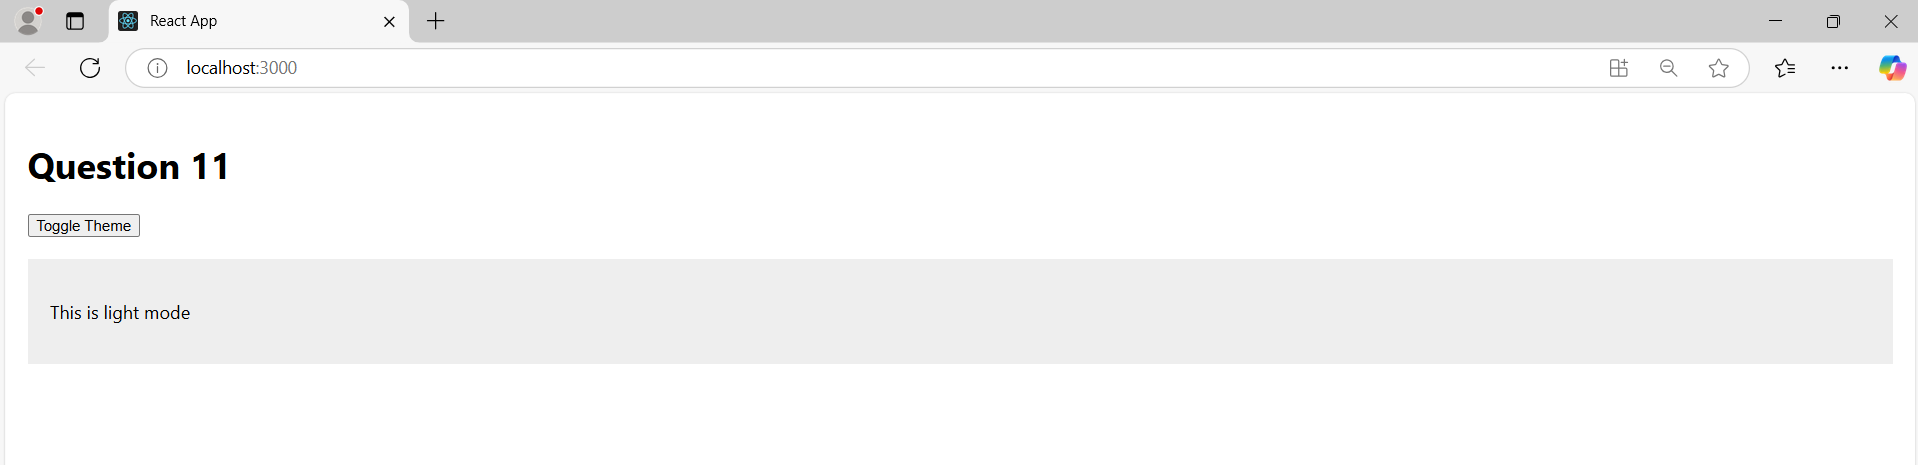 React App
localhost:3000
Question 11
Toggle Theme
This is light mode